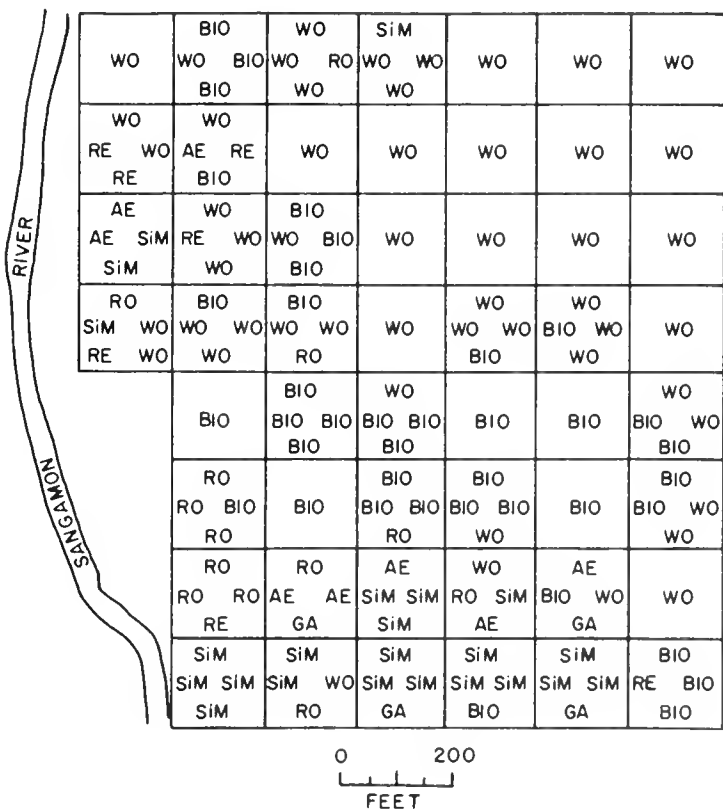 BIO WO SiM
WO WO BIO WO RO WO WO WO WO WO
BIO WO WO
WO WO
RE WO AE RE WO WO WO WO WO
RE BIO
AE WO BIO
AE SiM RE WO WO BIO WO WO WO WO
SiM WO BIO
RIVER
RO BIO BIO WO WO
SiM WO WO WO WO WO WO WO WO BIO WO WO
RE WO WO RO BIO WO
BIO WO WO
BIO BIO BIO BIO BIO BIO BIO BIO WO
BIO BIO BIO
SANGAMON
RO BIO BIO BIO
RO BIO BIO BIO BIO BIO BIO BIO BIO WO
RO RO WO WO
RO RO AE WO AE
RO RO AE AE SiM SiM RO SiM BIO WO WO
RE GA SiM AE GA
SiM SiM SiM SiM SiM BIO
SiM SiM SiM WO SiM SiM SiM SiM SiM SiM RE BIO
SiM RO GA BIO GA BIO
0 200
FEET